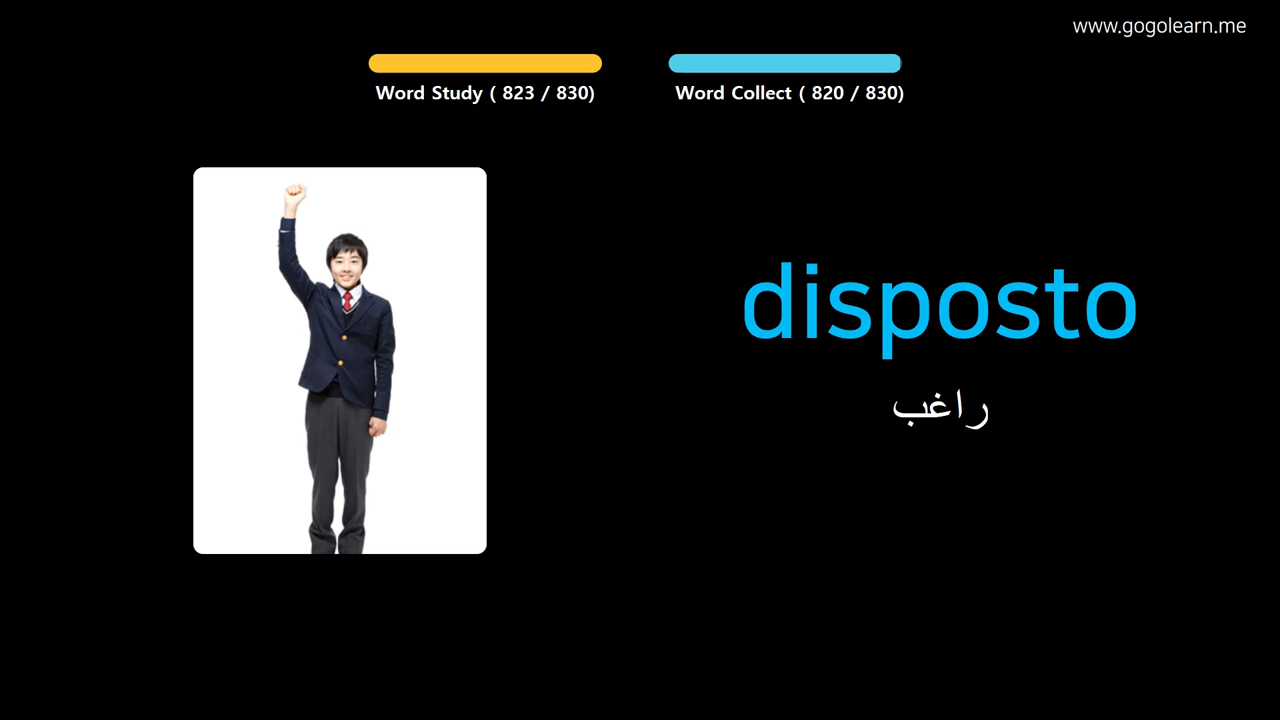 www.gogolearn.me
Word Study ( 823 / 830)
Word Collect ( 820 / 830)
disposto
راغب